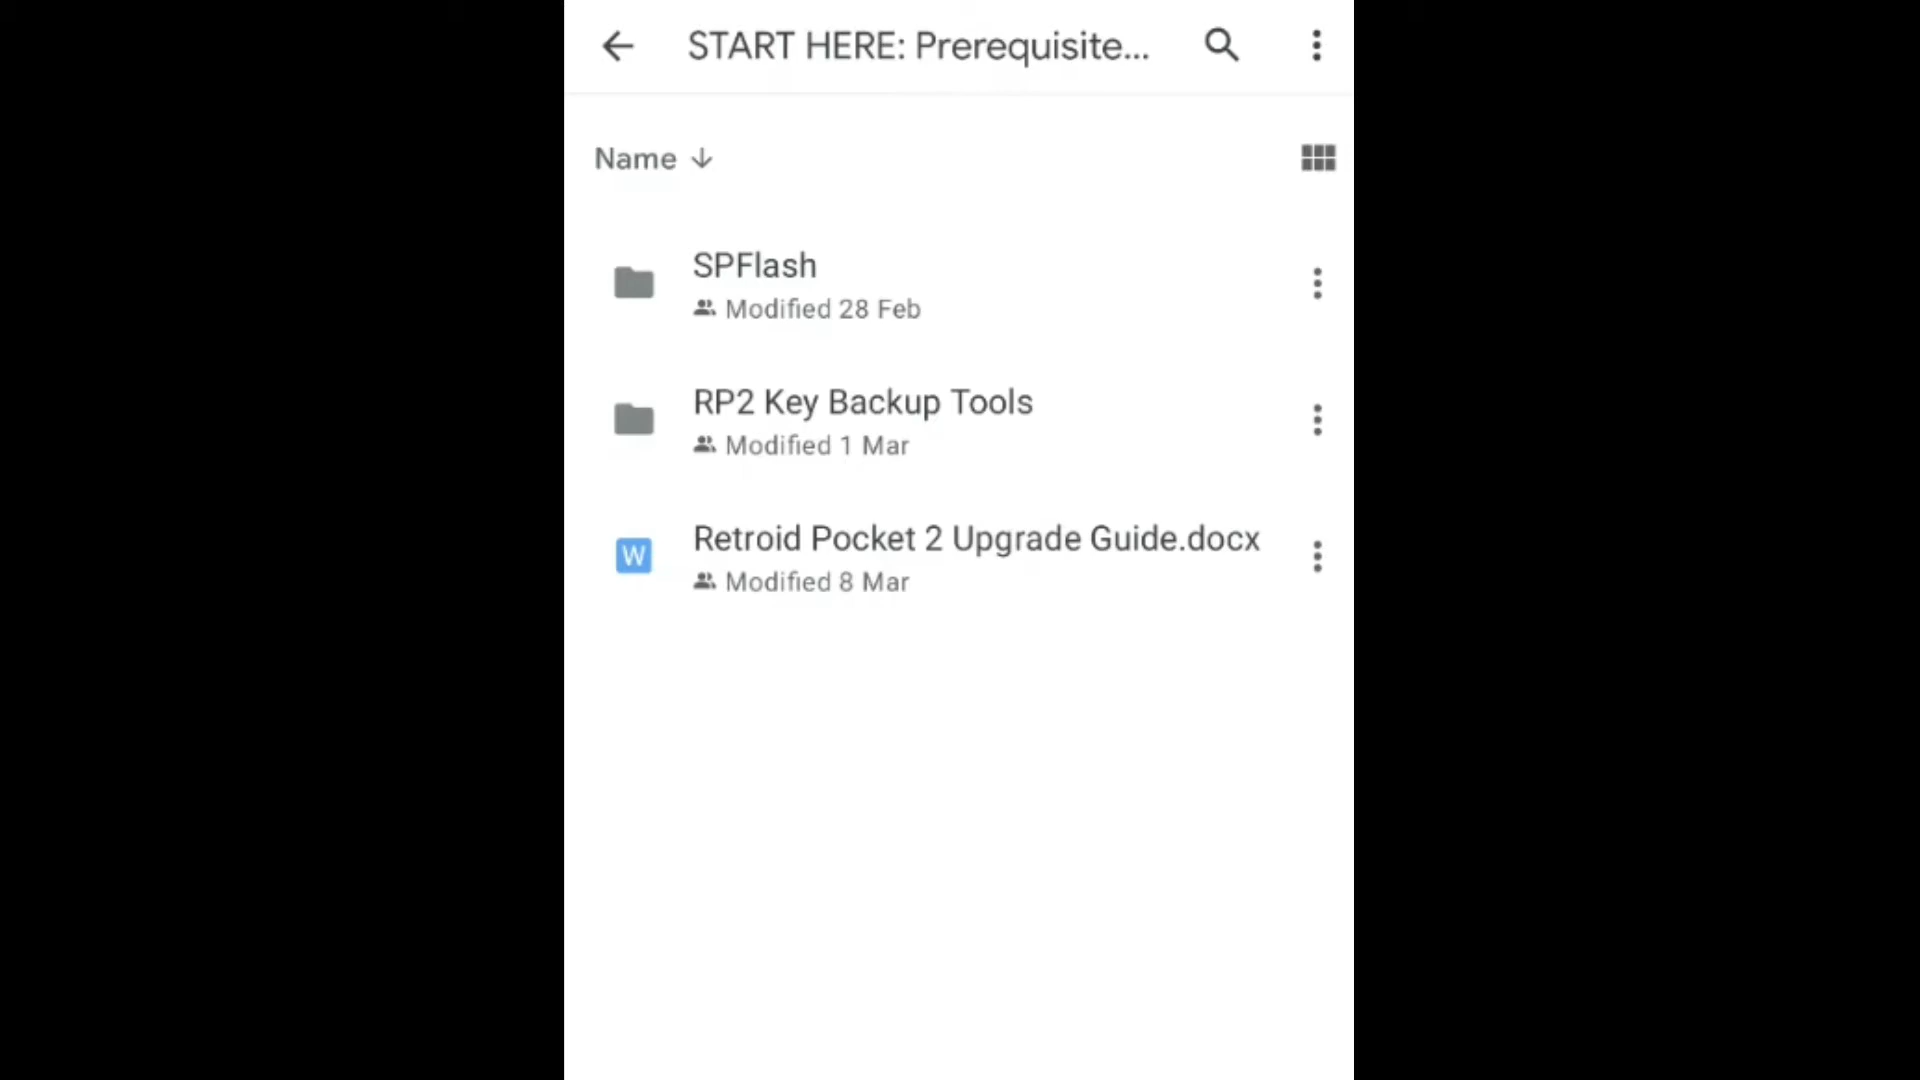 START HERE: Prerequisite...
Name
SPFlash
Modified 28 Feb
RP2 Key Backup Tools
Modified 1 Mar
W
Retroid Pocket 2 Upgrade Guide.docx
Modified 8 Mar